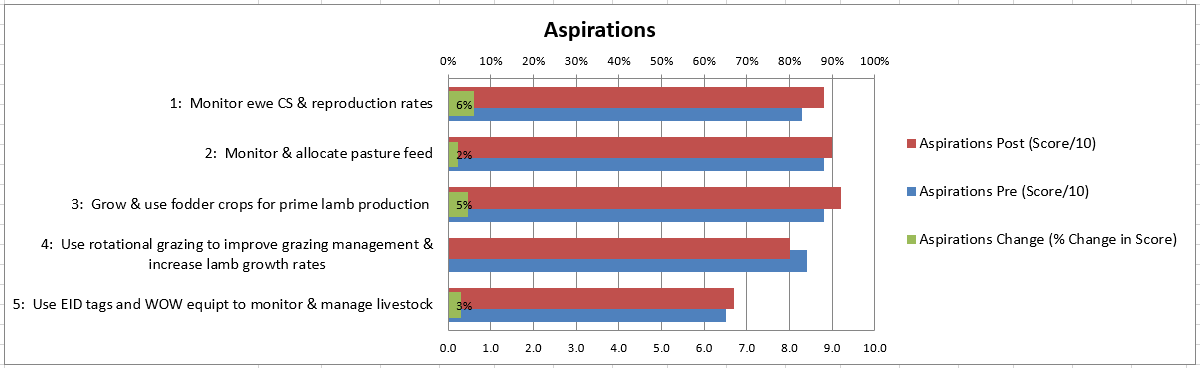 Aspirations
0% 10% 20% 30% 40% 50% 60% 70% 80% 90% 100%
1: Monitor ewe CS & reproduction rates
6%
2: Monitor & allocate pasture feed
2%
3: Grow & use fodder crops for prime lamb production
5%
4: Use rotational grazing to improve grazing management &
increase lamb growth rates
5: Use EID tags and WOW equipt to monitor & manage livestock
3%
0.0 1.0 2.0 3.0 4.0 5.0 6.0 7.0 8.0 9.0 10.0
Aspirations Post (Score/10)
Aspirations Pre (Score/10)
Aspirations Change (% Change in Score)